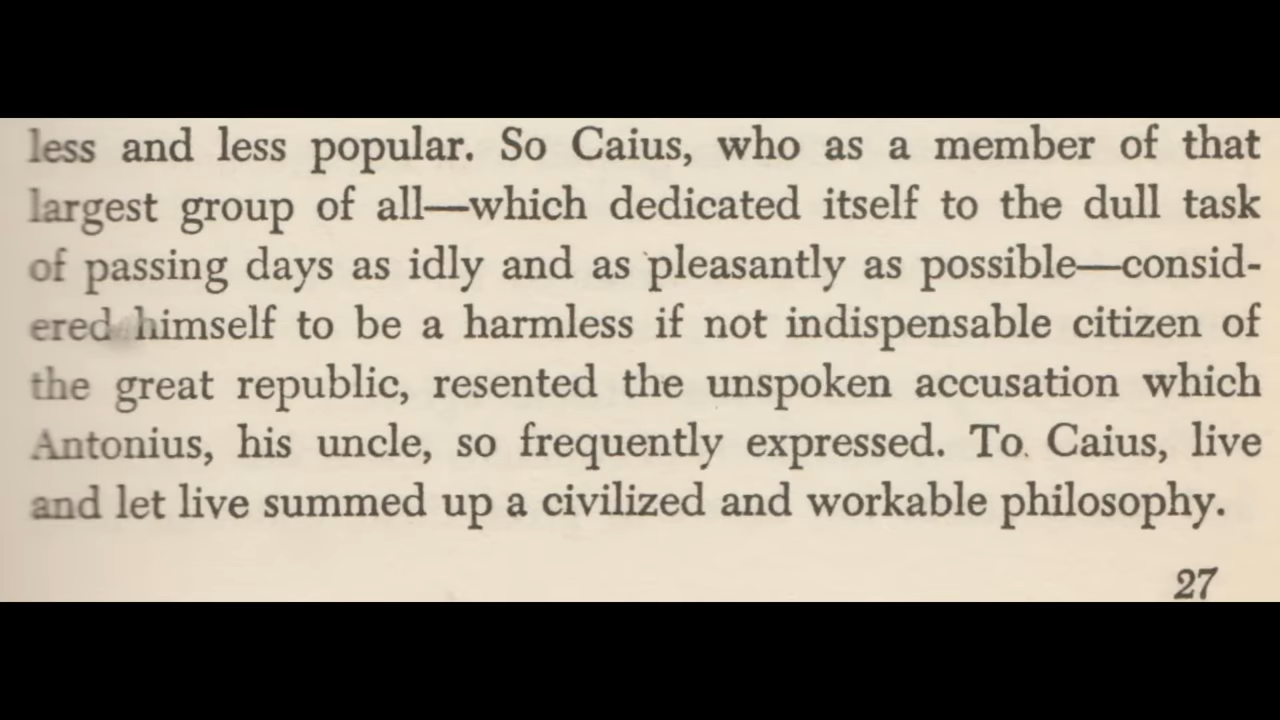 less and less popular. So Caius, who as a member of that
largest group of all—which dedicated itself to the dull task
of passing days as idly and as pleasantly as possible—consid-
ered himself to be a harmless if not indispensable citizen of
the great republic, resented the unspoken accusation which
Antonius, his uncle, so frequently expressed. To Caius, live
and let live summed up a civilized and workable philosophy.
27